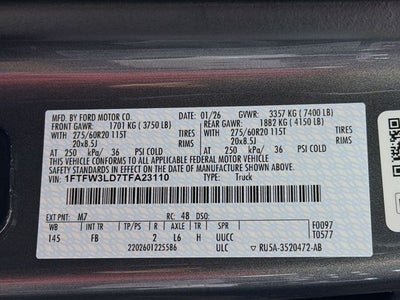 MFD. BY FORD MOTOR CO. 01/26 GVWR: 3357 KG ( 7400 LB)
FRONT GAWR: 1701 KG ( 3750 LB) REAR GAWR: 1882 KG ( 4150 LB)
275/60R20 115T TIRES WITH 275/60R20 115T TIRES
20x8.5J RIMS 20x8.5J RIMS
AT 250 kPa/ 36 PSI COLD AT 250 kPa/ 36 PSI COLD
THIS VEHICLE CONFORMS TO ALL APPLICABLE FEDERAL MOTOR VEHICLE
SAFETY STANDARDS IN EFFECT ON THE DATE OF MANUFACTURE SHOWN ABOVE.
VIN: 1FTFW3LD7TFA23110 TYPE: Truck
EXT PNT: M7 RC: 48 DSO: F0097
WB INT TR TP/PS R AXLE TR SPR T0577
145 FB 2 L6 H UUCC
22026012255B6 ULC RU5A-3520472-AB